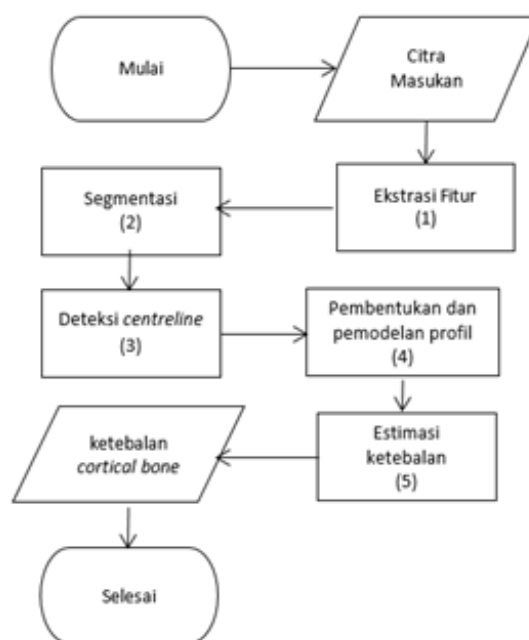 Mulai
Citra
Masukan
Ekstrasi Fitur
(1)
Segmentasi
(2)
Deteksi centreline
(3)
Pembentukan dan
pemodelan profil
(4)
Estimasi
ketebalan
(5)
ketebalan
cortical bone
Selesai